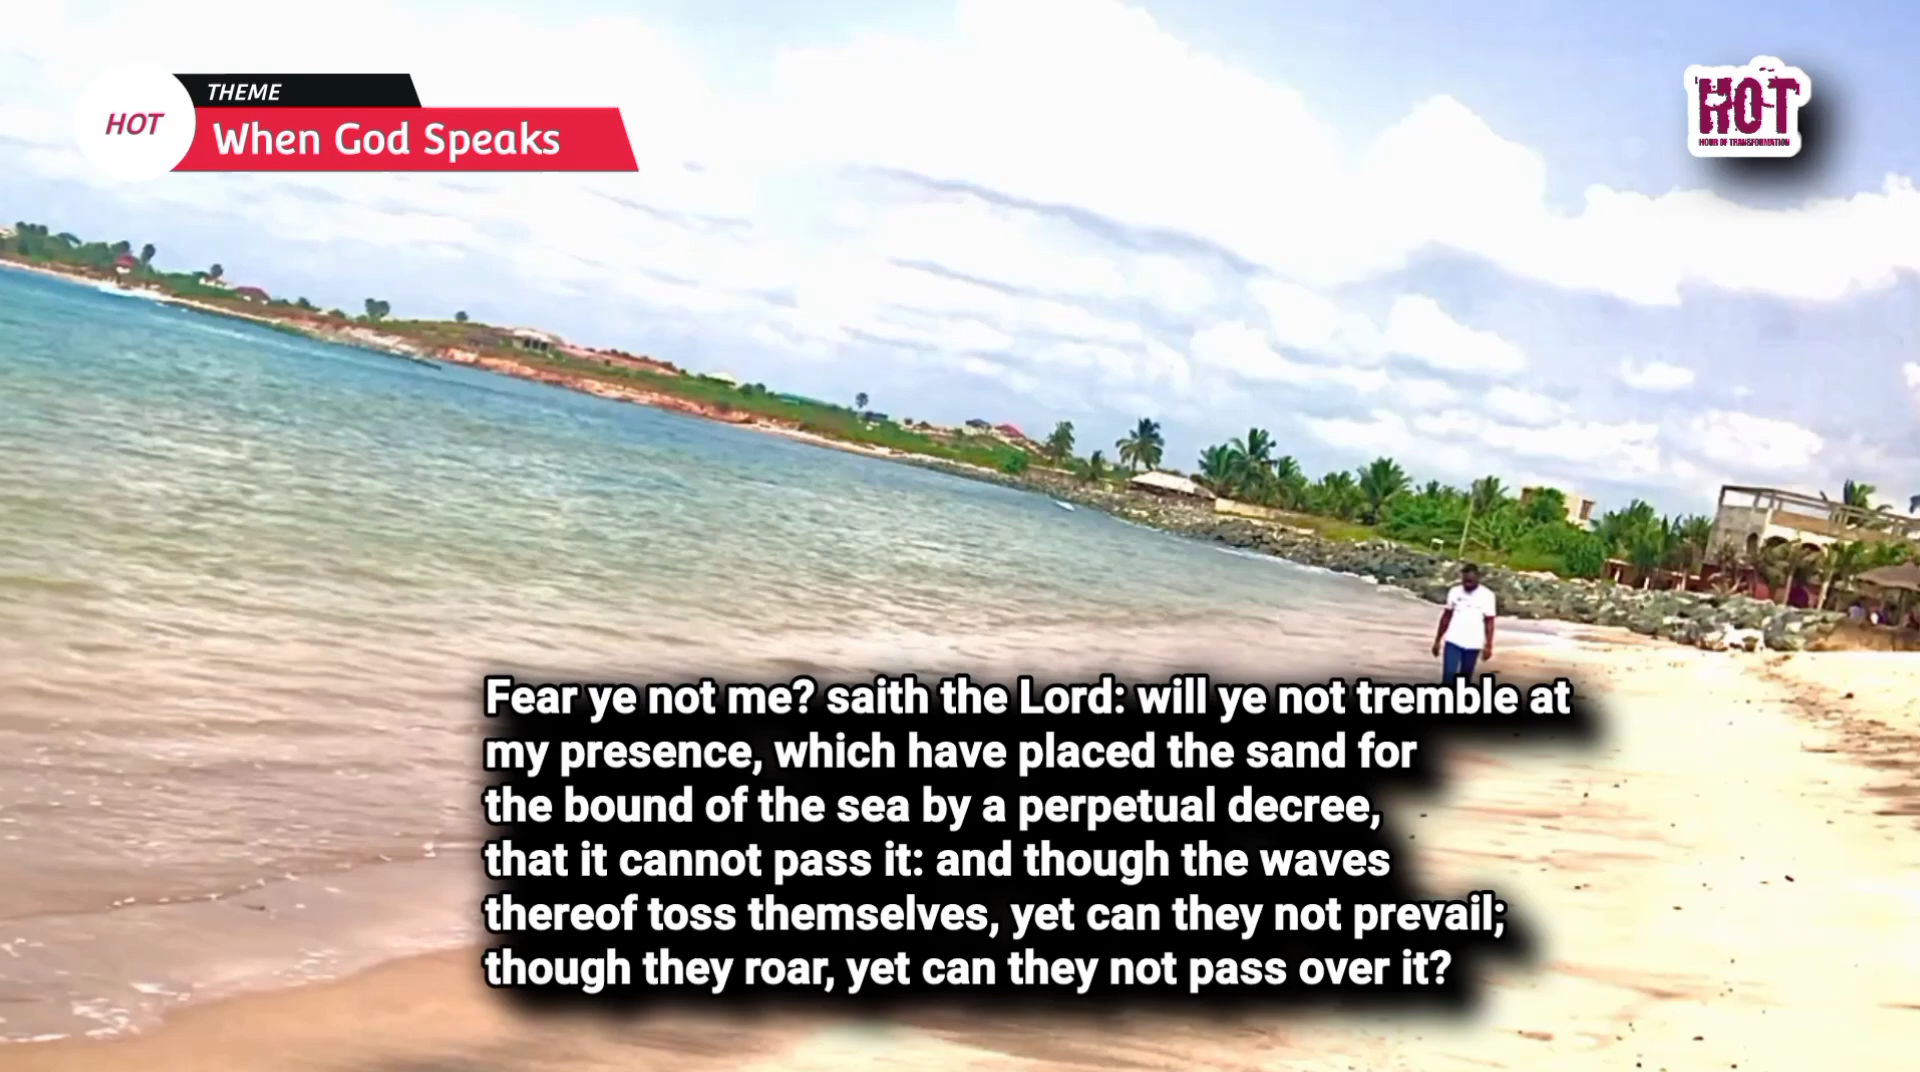 THEME
HOT
When God Speaks
HOT
HOUR OF TRANSFORMATION
Fear ye not me? saith the Lord: will ye not tremble at
my presence, which have placed the sand for
the bound of the sea by a perpetual decree,
that it cannot pass it: and though the waves
thereof toss themselves, yet can they not prevail;
though they roar, yet can they not pass over it?